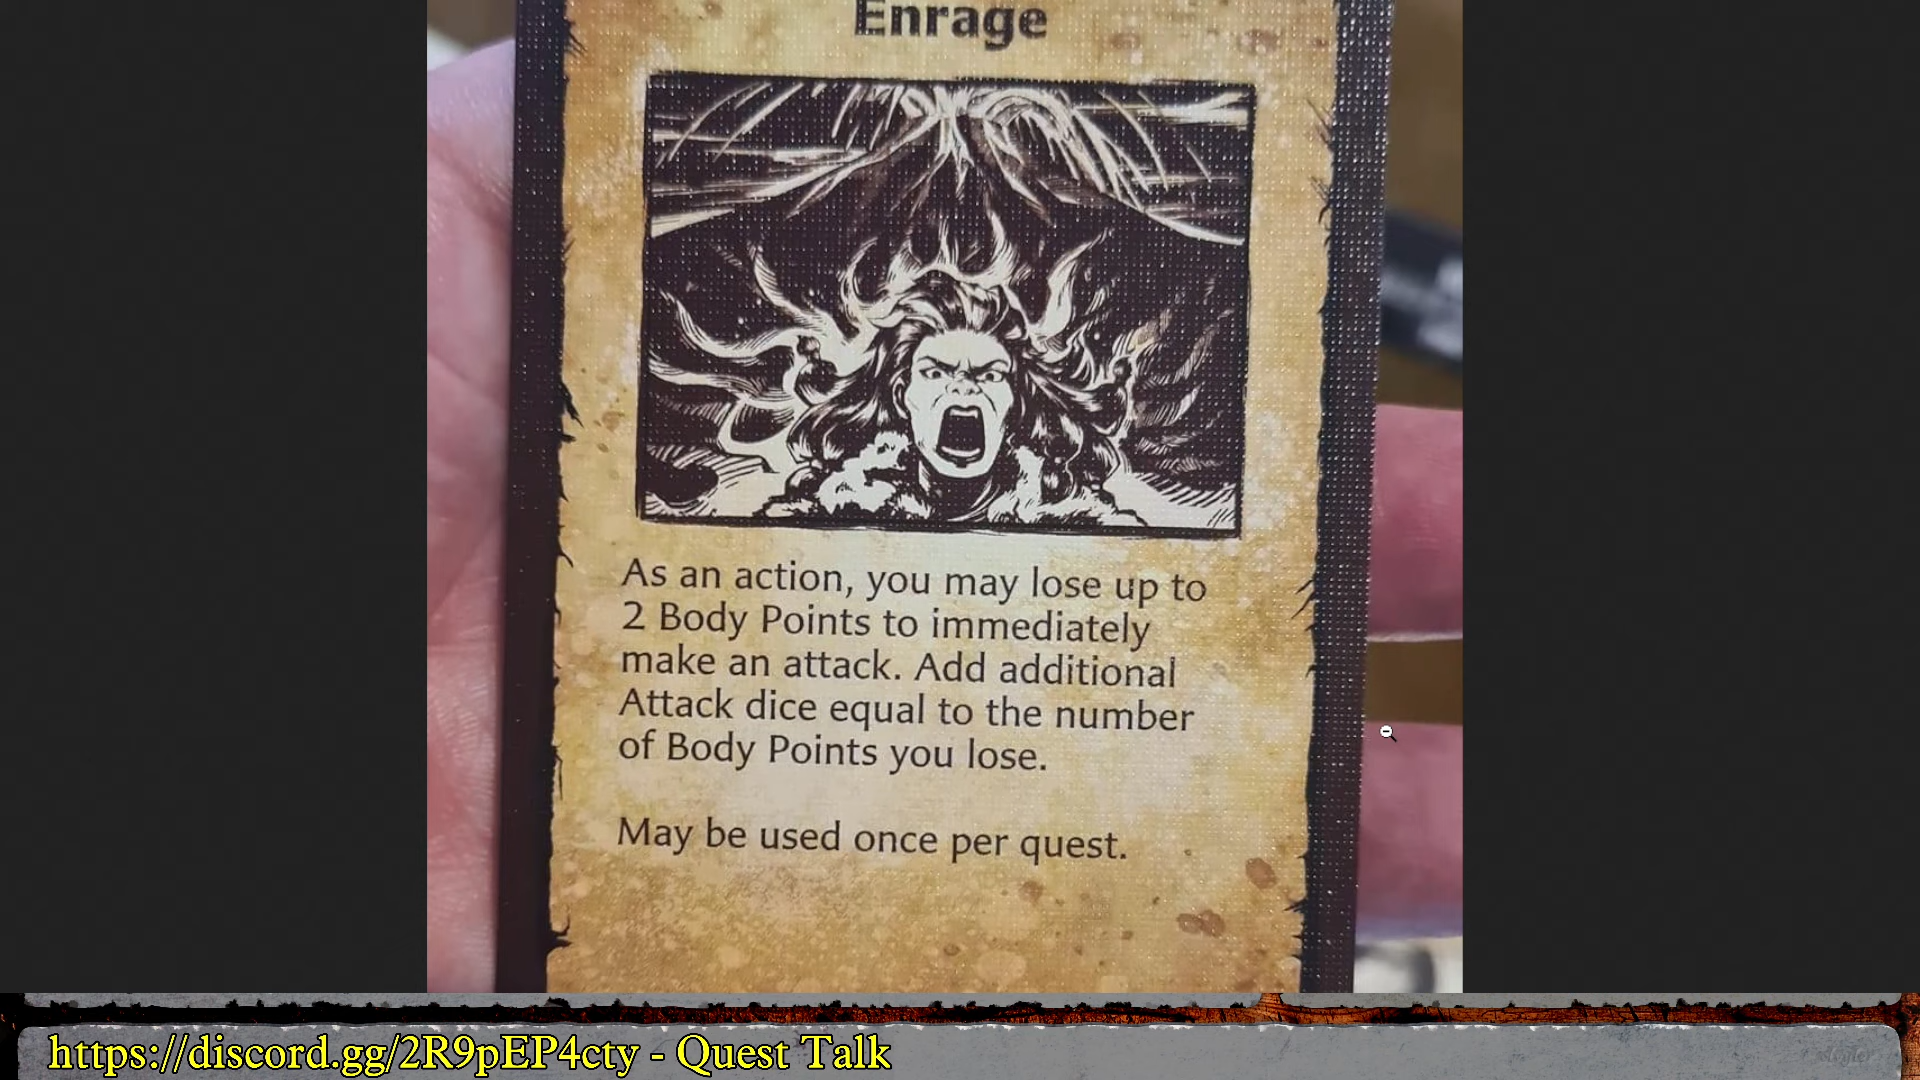 Enrage
As an action, you may lose up to
2 Body Points to immediately
make an attack. Add additional
Attack dice equal to the number
of Body Points you lose.
May be used once per quest.
https://discord.gg/2R9pEP4cty - Quest Talk